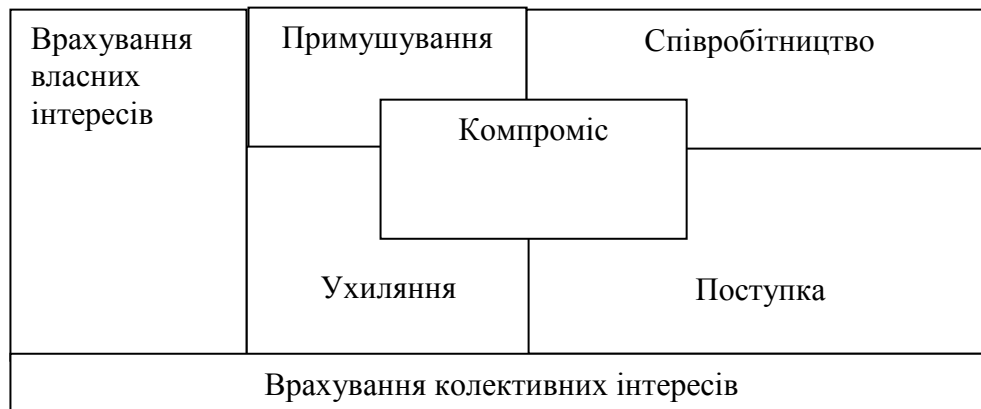 Врахування
власних
інтересів
Примушування
Співробітництво
Компроміс
Ухиляння
Поступка
Врахування колективних інтересів